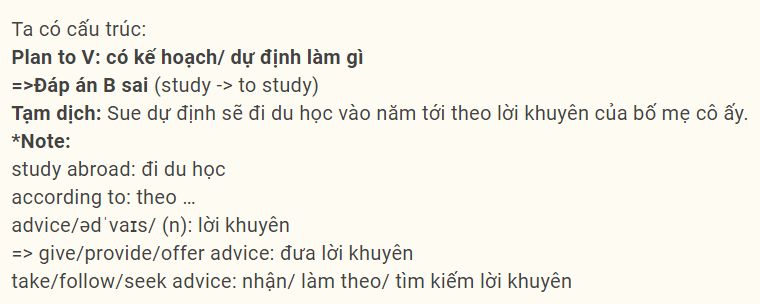 Ta có cấu trúc:
Plan to V: có kế hoạch/ dự định làm gì
=>Đáp án B sai (study -> to study)
Tạm dịch: Sue dự định sẽ đi du học vào năm tới theo lời khuyên của bố mẹ cô ấy.
*Note:
study abroad: đi du học
according to: theo ...
advice/ədˈvaɪs/ (n): lời khuyên
=> give/provide/offer advice: đưa lời khuyên
take/follow/seek advice: nhận/ làm theo/ tìm kiếm lời khuyên